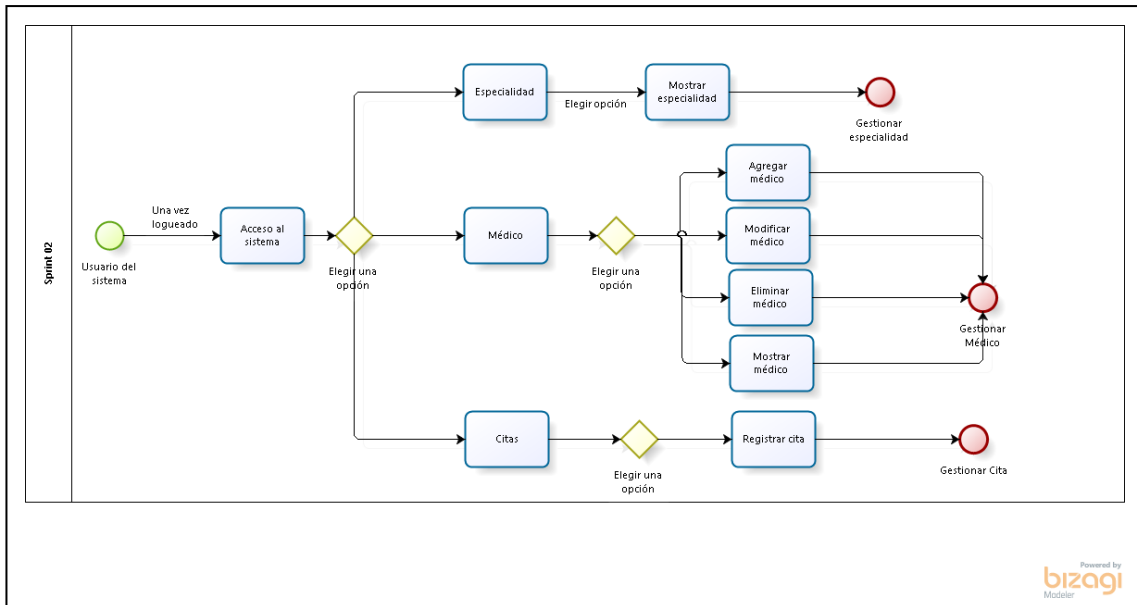 Sprint 02
Usuario del
sistema
Una vez
logueado
Acceso al
sistema
Elegir una
opción
Especialidad
Elegir opción
Mostrar
especialidad
Gestionar
especialidad
Médico
Elegir una
opción
Agregar
médico
Modificar
médico
Eliminar
médico
Mostrar
médico
Gestionar
Médico
Citas
Elegir una
opción
Registrar cita
Gestionar Cita
Powered by
bizagi
Modeler